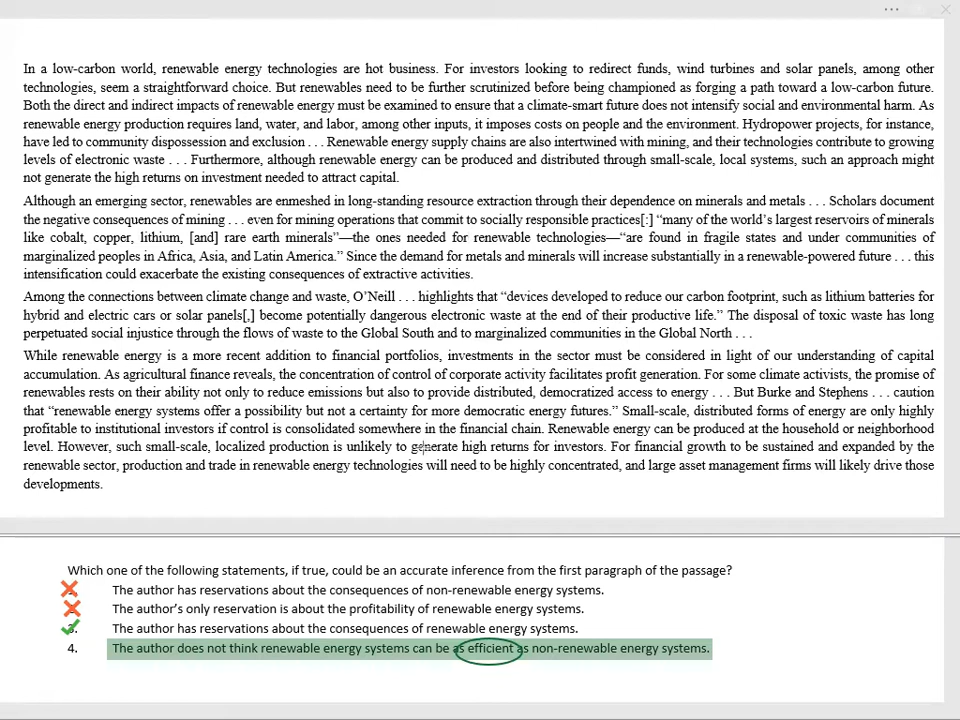 In a low-carbon world, renewable energy technologies are hot business. For investors looking to redirect funds, wind turbines and solar panels, among other
technologies, seem a straightforward choice. But renewables need to be further scrutinized before being championed as forging a path toward a low-carbon future.
Both the direct and indirect impacts of renewable energy must be examined to ensure that a climate-smart future does not intensify social and environmental harm. As
renewable energy production requires land, water, and labor, among other inputs, it imposes costs on people and the environment. Hydropower projects, for instance,
have led to community dispossession and exclusion . . . Renewable energy supply chains are also intertwined with mining, and their technologies contribute to growing
levels of electronic waste . . . Furthermore, although renewable energy can be produced and distributed through small-scale, local systems, such an approach might
not generate the high returns on investment needed to attract capital.
Although an emerging sector, renewables are enmeshed in long-standing resource extraction through their dependence on minerals and metals . . . Scholars document
the negative consequences of mining . . . even for mining operations that commit to socially responsible practices[:] “many of the world’s largest reservoirs of minerals
like cobalt, copper, lithium, [and] rare earth minerals”—the ones needed for renewable technologies—“are found in fragile states and under communities of
marginalized peoples in Africa, Asia, and Latin America.” Since the demand for metals and minerals will increase substantially in a renewable-powered future . . . this
intensification could exacerbate the existing consequences of extractive activities.
Among the connections between climate change and waste, O’Neill . . . highlights that “devices developed to reduce our carbon footprint, such as lithium batteries for
hybrid and electric cars or solar panels[,] become potentially dangerous electronic waste at the end of their productive life.” The disposal of toxic waste has long
perpetuated social injustice through the flows of waste to the Global South and to marginalized communities in the Global North . . .
While renewable energy is a more recent addition to financial portfolios, investments in the sector must be considered in light of our understanding of capital
accumulation. As agricultural finance reveals, the concentration of control of corporate activity facilitates profit generation. For some climate activists, the promise of
renewables rests on their ability not only to reduce emissions but also to provide distributed, democratized access to energy . . . But Burke and Stephens . . . caution
that “renewable energy systems offer a possibility but not a certainty for more democratic energy futures.” Small-scale, distributed forms of energy are only highly
profitable to institutional investors if control is consolidated somewhere in the financial chain. Renewable energy can be produced at the household or neighborhood
level. However, such small-scale, localized production is unlikely to generate high returns for investors. For financial growth to be sustained and expanded by the
renewable sector, production and trade in renewable energy technologies will need to be highly concentrated, and large asset management firms will likely drive those
developments.
Which one of the following statements, if true, could be an accurate inference from the first paragraph of the passage?
The author has reservations about the consequences of non-renewable energy systems.
The author’s only reservation is about the profitability of renewable energy systems.
3. The author has reservations about the consequences of renewable energy systems.
4. The author does not think renewable energy systems can be as efficient as non-renewable energy systems.